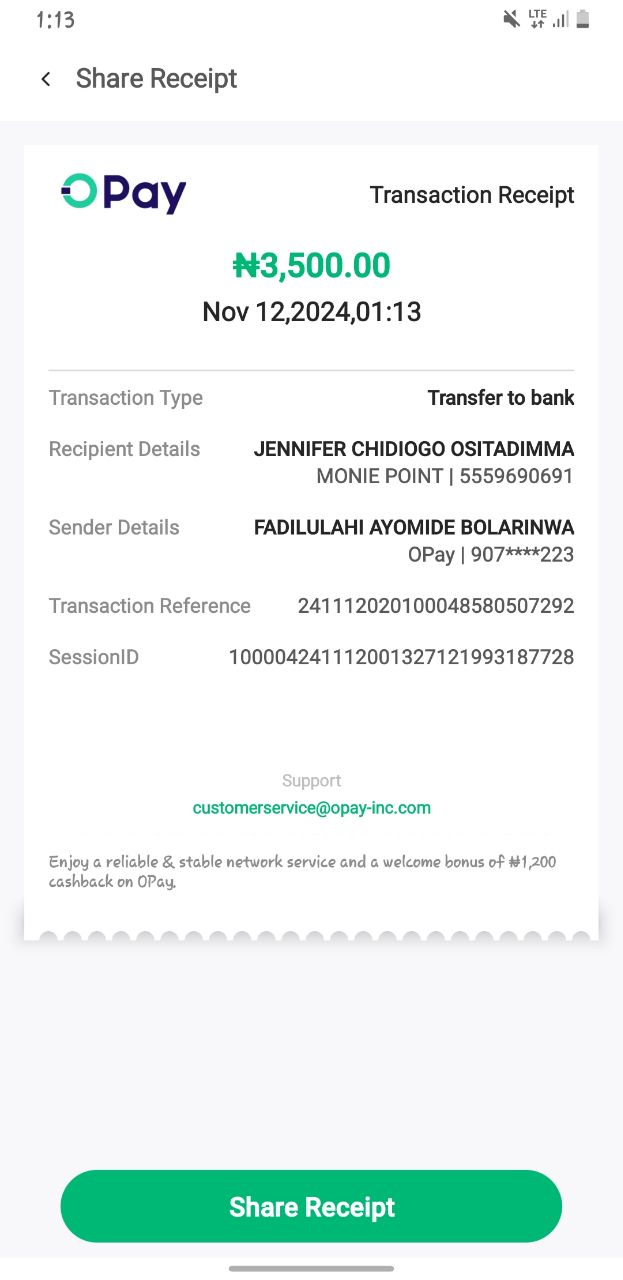 1:13
LTE
Share Receipt
OPay
Transaction Receipt
₦3,500.00
Nov 12,2024,01:13
Transaction Type Transfer to bank
Recipient Details JENNIFER CHIDIOGO OSITADIMMA
MONIE POINT | 5559690691
Sender Details FADILULAHI AYOMIDE BOLARINWA
OPay | 907****223
Transaction Reference 241112020100048580507292
SessionID 100004241112001327121993187728
Support
customerservice@opay-inc.com
Enjoy a reliable & stable network service and a welcome bonus of ₦1,200
cashback on OPay.
Share Receipt